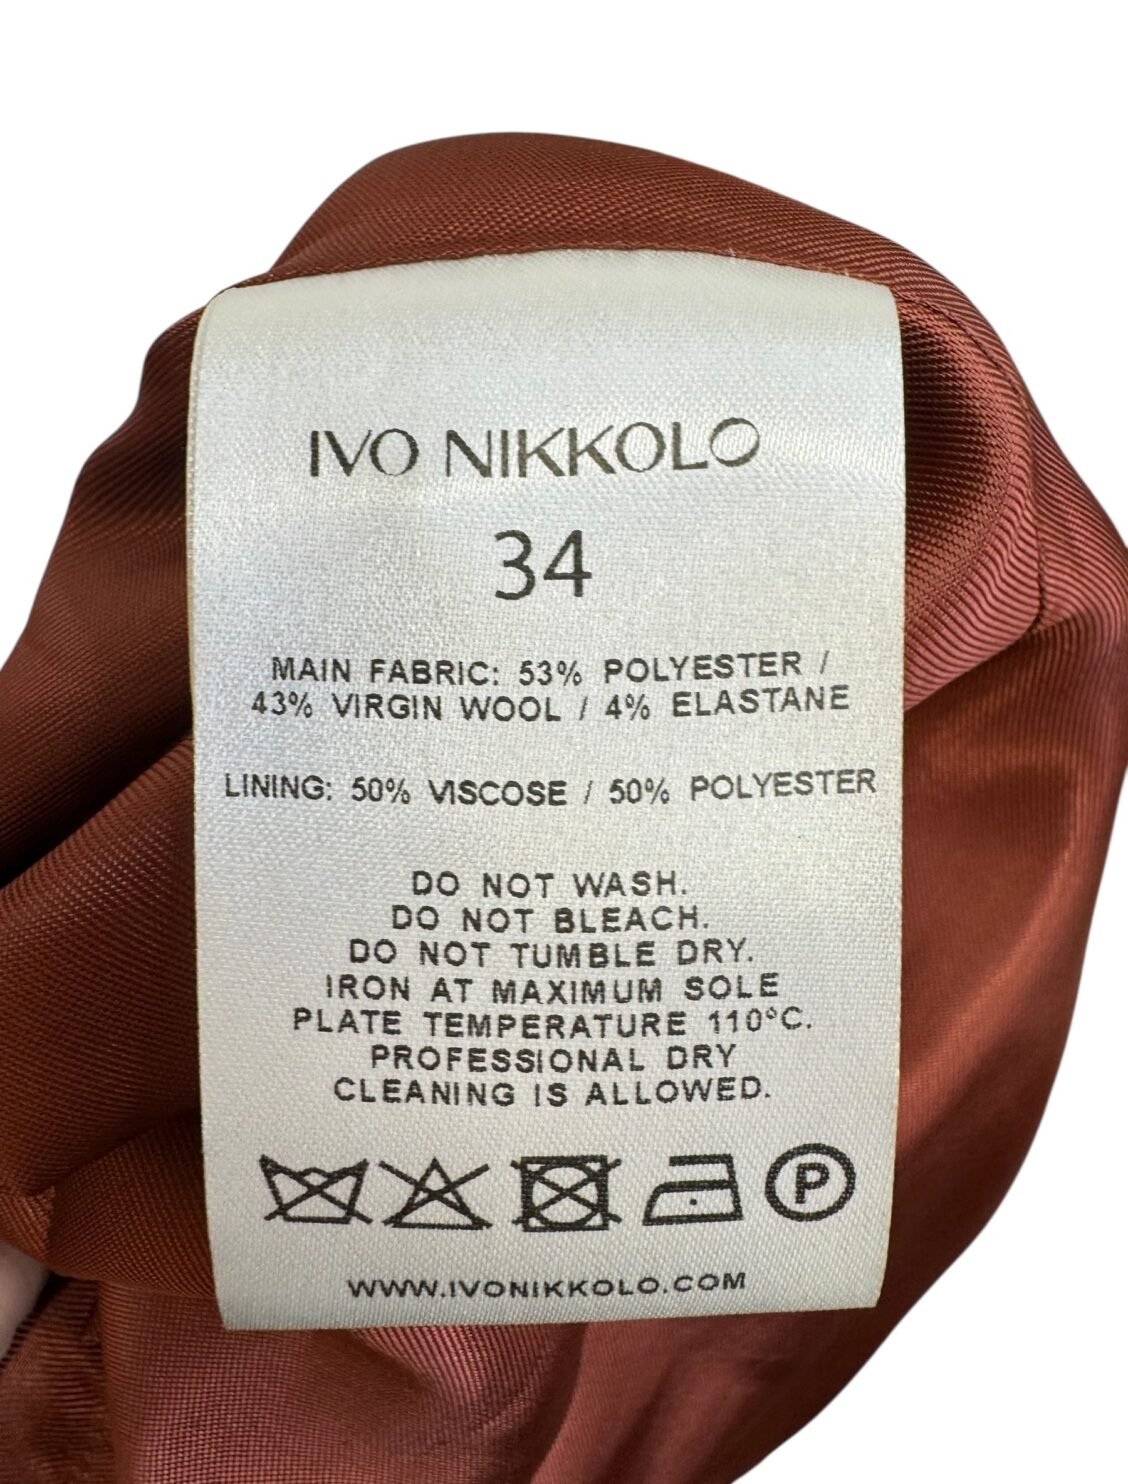 IVO NIKKOLO
34
MAIN FABRIC: 53% POLYESTER /
43% VIRGIN WOOL / 4% ELASTANE
LINING: 50% VISCOSE / 50% POLYESTER
DO NOT WASH.
DO NOT BLEACH.
DO NOT TUMBLE DRY.
IRON AT MAXIMUM SOLE
PLATE TEMPERATURE 110°C.
PROFESSIONAL DRY
CLEANING IS ALLOWED.
P
WWW.IVONIKKOLO.COM